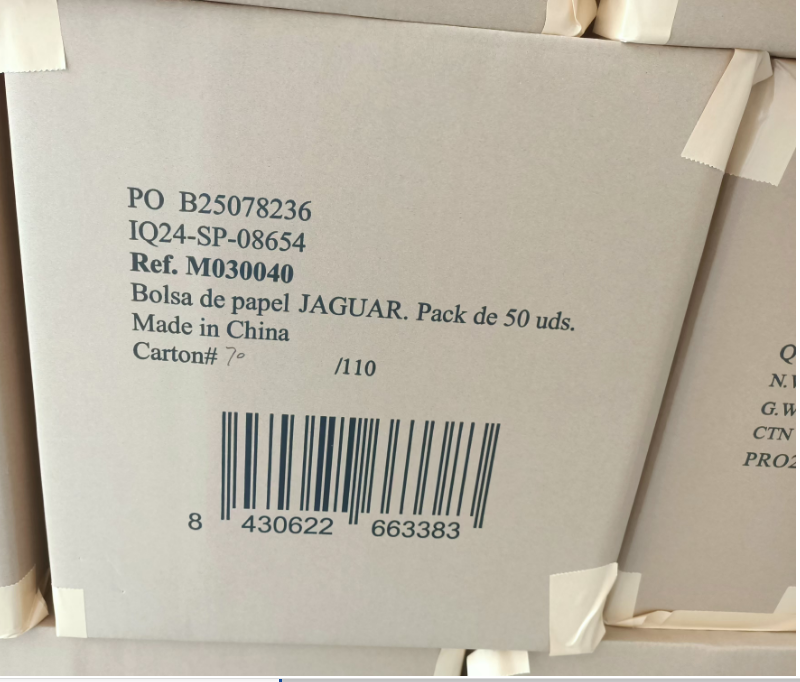 PO B25078236
IQ24-SP-08654
Ref. M030040
Bolsa de papel JAGUAR. Pack de 50 uds.
Made in China
Carton# 70 /110
8 430622 663383
Q
N.W
G.W
CTN
PRO2